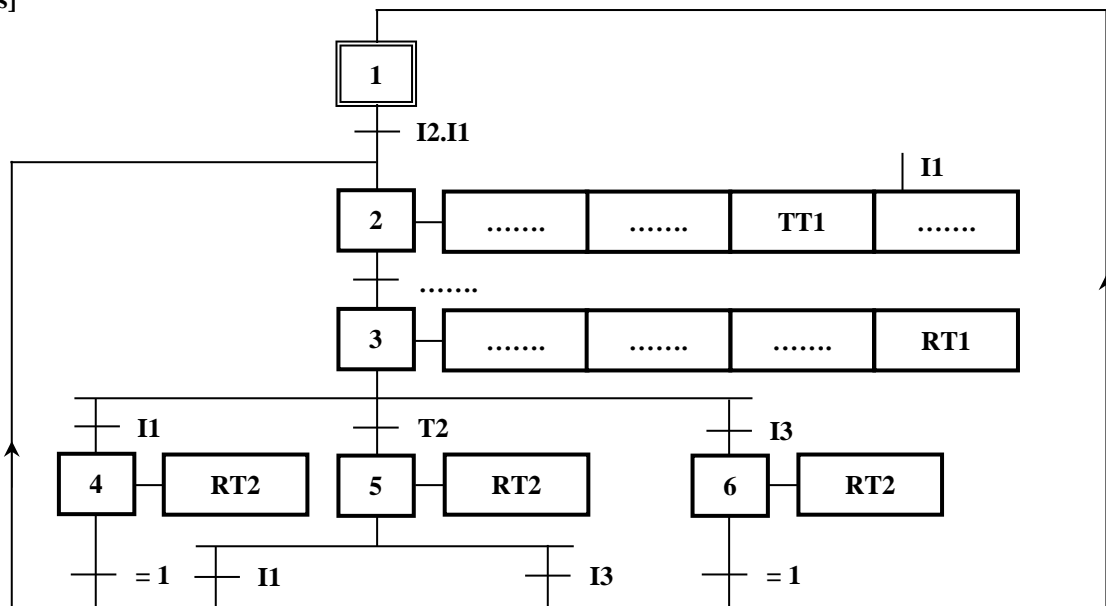 s]
1
I2.I1
I1
2 ……. ……. TT1 …….
…….
3 ……. ……. ……. RT1
I1 T2 I3
4 RT2 5 RT2 6 RT2
= 1 I1 I3 = 1